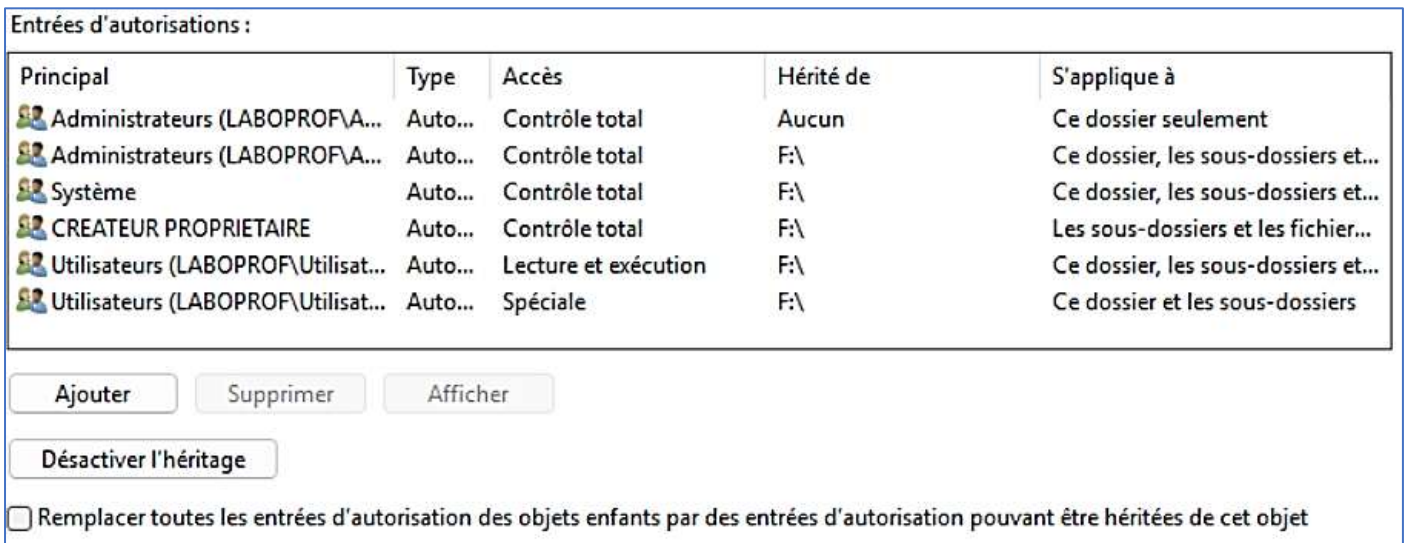 Entrées d'autorisations :
Principal Type Accès Hérité de S'applique à
Administrateurs (LABOPROF\A... Auto... Contrôle total Aucun Ce dossier seulement
Administrateurs (LABOPROF\A... Auto... Contrôle total F:\ Ce dossier, les sous-dossiers et...
Système Auto... Contrôle total F:\ Ce dossier, les sous-dossiers et...
CREATEUR PROPRIETAIRE Auto... Contrôle total F:\ Les sous-dossiers et les fichier...
Utilisateurs (LABOPROF\Utilisat... Auto... Lecture et exécution F:\ Ce dossier, les sous-dossiers et...
Utilisateurs (LABOPROF\Utilisat... Auto... Spéciale F:\ Ce dossier et les sous-dossiers
Ajouter Supprimer Afficher
Désactiver l'héritage
Remplacer toutes les entrées d'autorisation des objets enfants par des entrées d'autorisation pouvant être héritées de cet objet